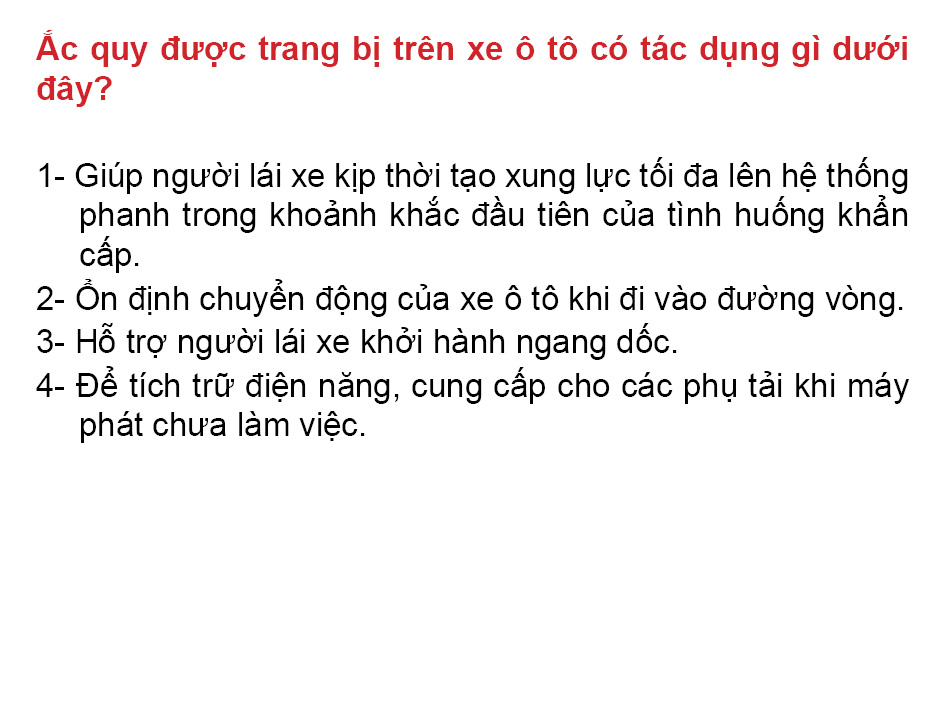 Ắc quy được trang bị trên xe ô tô có tác dụng gì dưới
đây?
1- Giúp người lái xe kịp thời tạo xung lực tối đa lên hệ thống
phanh trong khoảnh khắc đầu tiên của tình huống khẩn
cấp.
2- Ổn định chuyển động của xe ô tô khi đi vào đường vòng.
3- Hỗ trợ người lái xe khởi hành ngang dốc.
4- Để tích trữ điện năng, cung cấp cho các phụ tải khi máy
phát chưa làm việc.